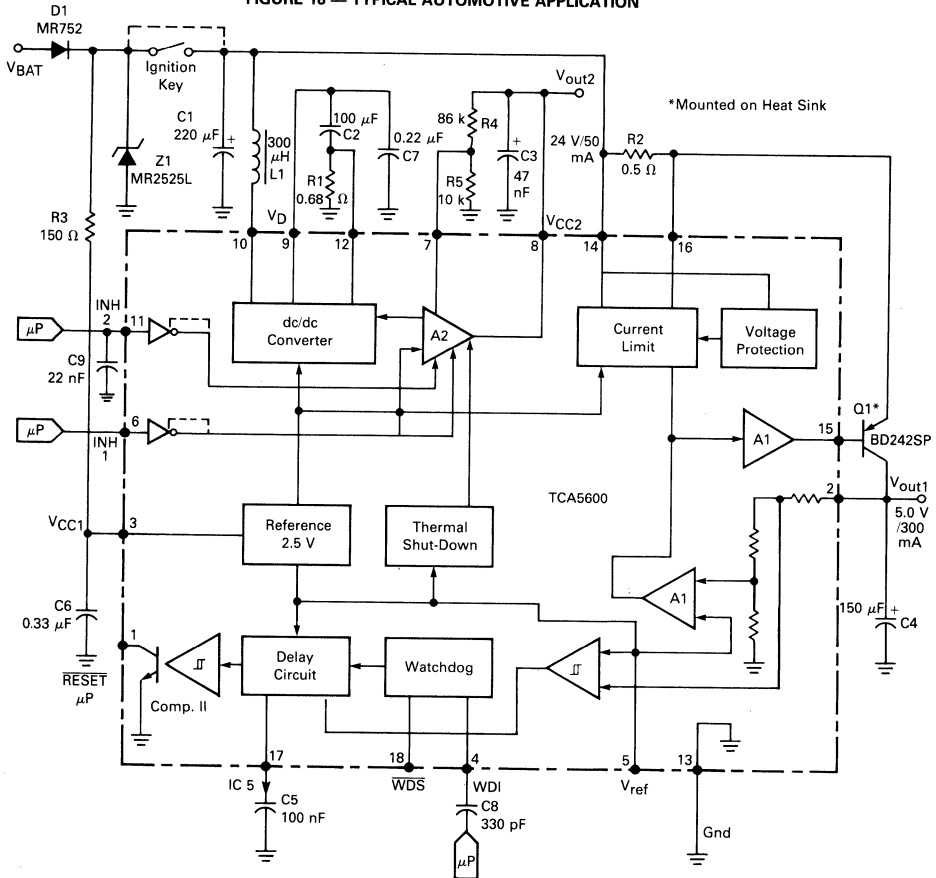 FIGURE 18 — TYPICAL AUTOMOTIVE APPLICATION
D1
MR752
VBAT
Ignition
Key
C1
220 µF
+
Z1
MR2525L
300
µH
L1
100 µF
C2
0.22 µF
C7
R1
0.68 Ω
86 k
R4
R5
10 k
+
C3
47
nF
Vout2
*Mounted on Heat Sink
24 V/50
mA
R2
0.5 Ω
R3
150 Ω
VD
10
9
12
7
8
VCC2
14
16
µP
INH
2
11
C9
22 nF
dc/dc
Converter
A2
Current
Limit
Voltage
Protection
µP
6
INH
1
Q1*
BD242SP
A1
15
TCA5600
2
Vout1
5.0 V
/300
mA
VCC1
3
Reference
2.5 V
Thermal
Shut-Down
A1
150 µF
+
C4
C6
0.33 µF
1
RESET
µP
Comp. II
Delay
Circuit
Watchdog
17
18
4
5
13
IC 5
C5
100 nF
WDS
WDI
C8
330 pF
µP
Vref
Gnd